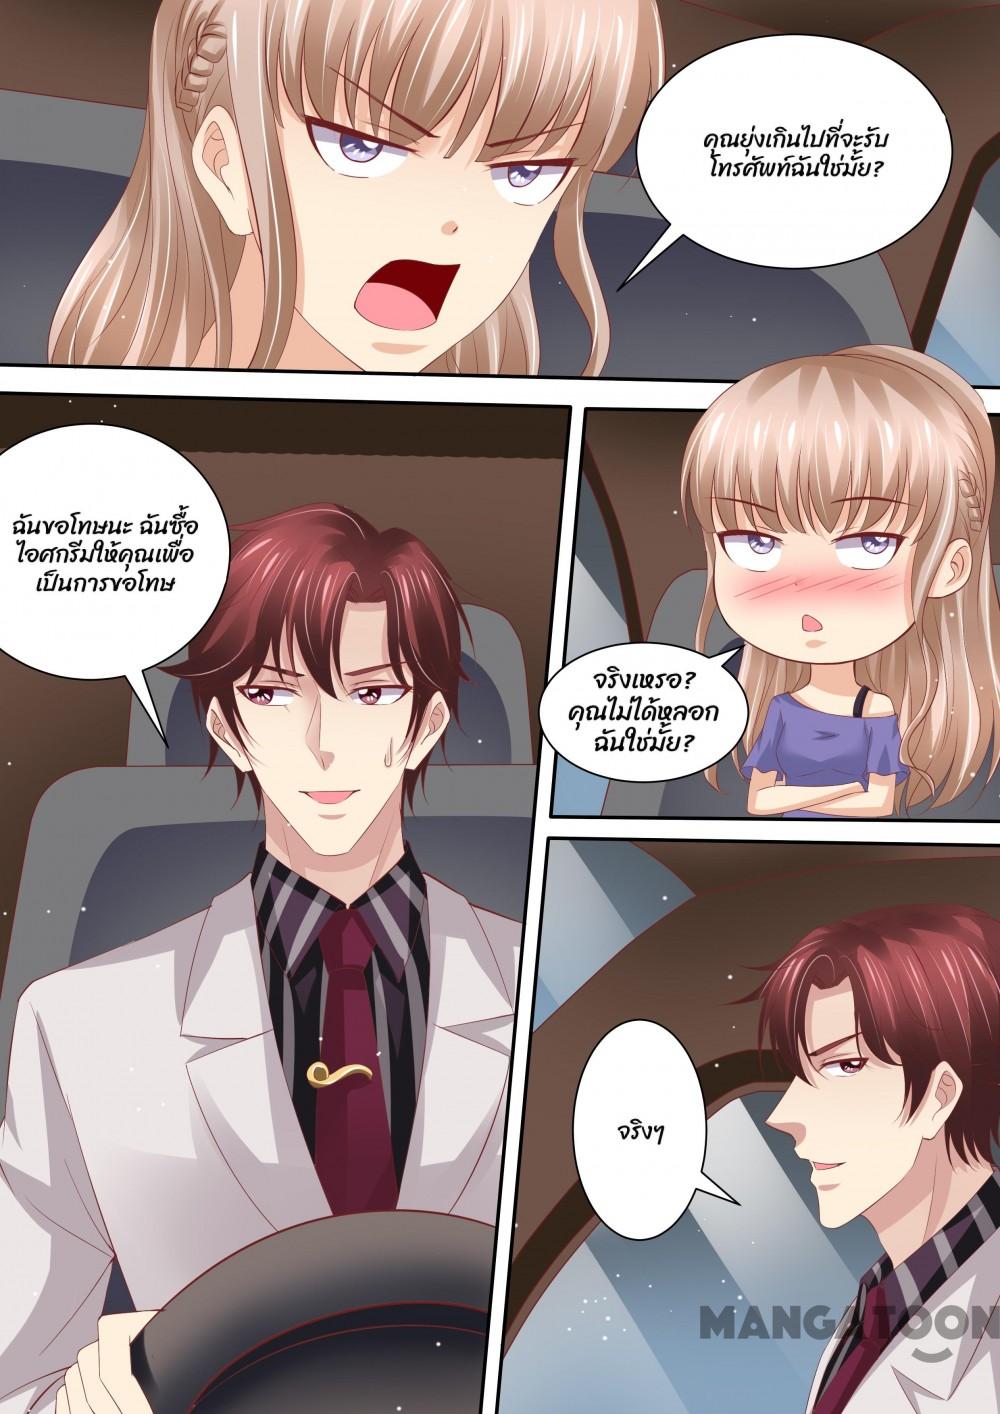 คุณยุ่งเกินไปที่จะรับ
โทรศัพท์ฉันใช่มั้ย?
ฉันขอโทษนะ ฉันซื้อ
ไอศกรีมให้คุณเพื่อ
เป็นการขอโทษ
จริงเหรอ?
คุณไม่ได้หลอก
ฉันใช่มั้ย?
จริงๆ
MANGATOON